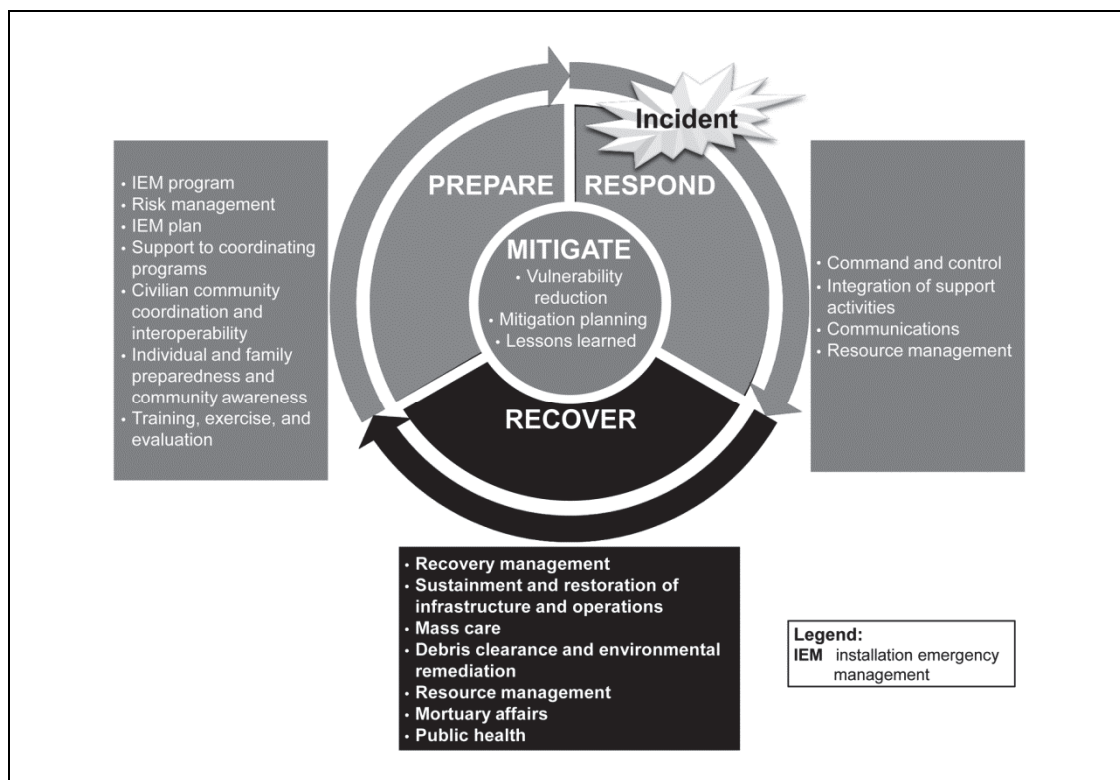 Incident
PREPARE
RESPOND
MITIGATE
• Vulnerability
reduction
• Mitigation planning
• Lessons learned
RECOVER
• IEM program
• Risk management
• IEM plan
• Support to coordinating
programs
• Civilian community
coordination and
interoperability
• Individual and family
preparedness and
community awareness
• Training, exercise, and
evaluation
• Command and control
• Integration of support
activities
• Communications
• Resource management
• Recovery management
• Sustainment and restoration of
infrastructure and operations
• Mass care
• Debris clearance and environmental
remediation
• Resource management
• Mortuary affairs
• Public health
Legend:
IEM installation emergency
management